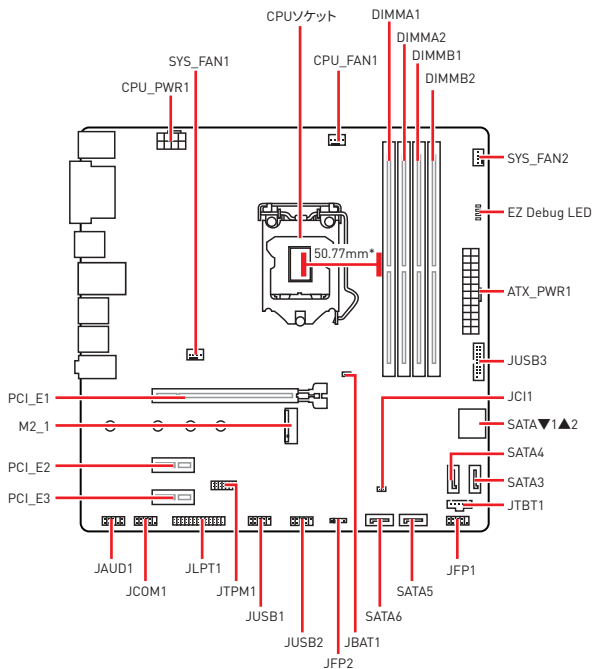 CPUソケット
DIMMA1
DIMMA2
DIMMB1
DIMMB2
SYS_FAN1
CPU_FAN1
CPU_PWR1
SYS_FAN2
EZ Debug LED
50.77mm*
ATX_PWR1
JUSB3
PCI_E1
JCI1
M2_1
SATA▼1▲2
PCI_E2
SATA4
PCI_E3
SATA3
JTBT1
JAUD1
JCOM1
JLPT1
JTPM1
JUSB1
JUSB2
JFP2
JBAT1
SATA6
SATA5
JFP1